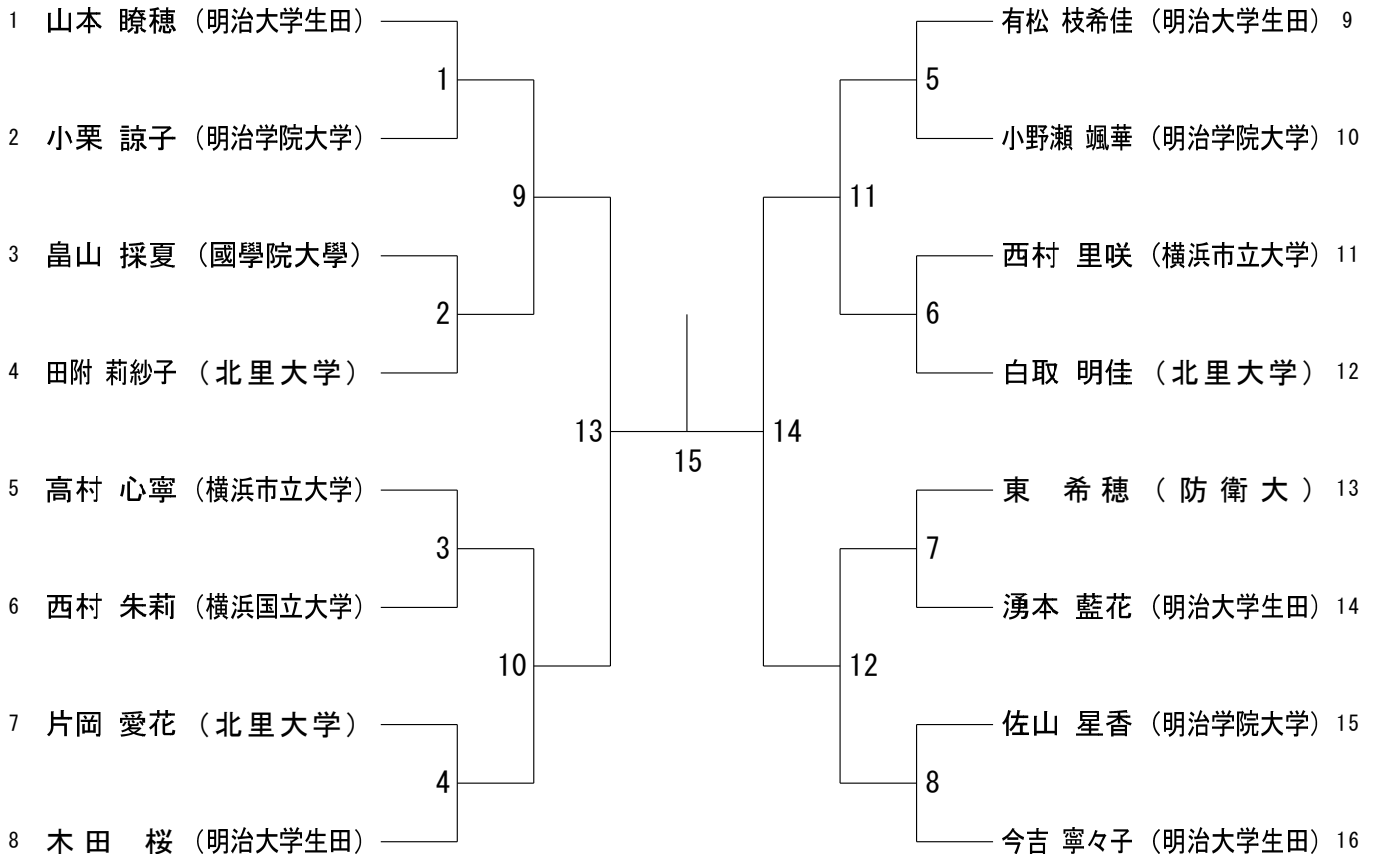 1 山本 瞭穂 (明治大学生田)
2 小栗 諒子 (明治学院大学)
3 畠山 採夏 (國學院大學)
4 田附 莉紗子 (北里大学)
5 高村 心寧 (横浜市立大学)
6 西村 朱莉 (横浜国立大学)
7 片岡 愛花 (北里大学)
8 木田 桜 (明治大学生田)
1
2
3
4
9
10
13
15
14
11
12
5
6
7
8
有松 枝希佳 (明治大学生田) 9
小野瀬 颯華 (明治学院大学) 10
西村 里咲 (横浜市立大学) 11
白取 明佳 (北里大学) 12
東 希穂 (防衛大) 13
湧本 藍花 (明治大学生田) 14
佐山 星香 (明治学院大学) 15
今吉 寧々子 (明治大学生田) 16